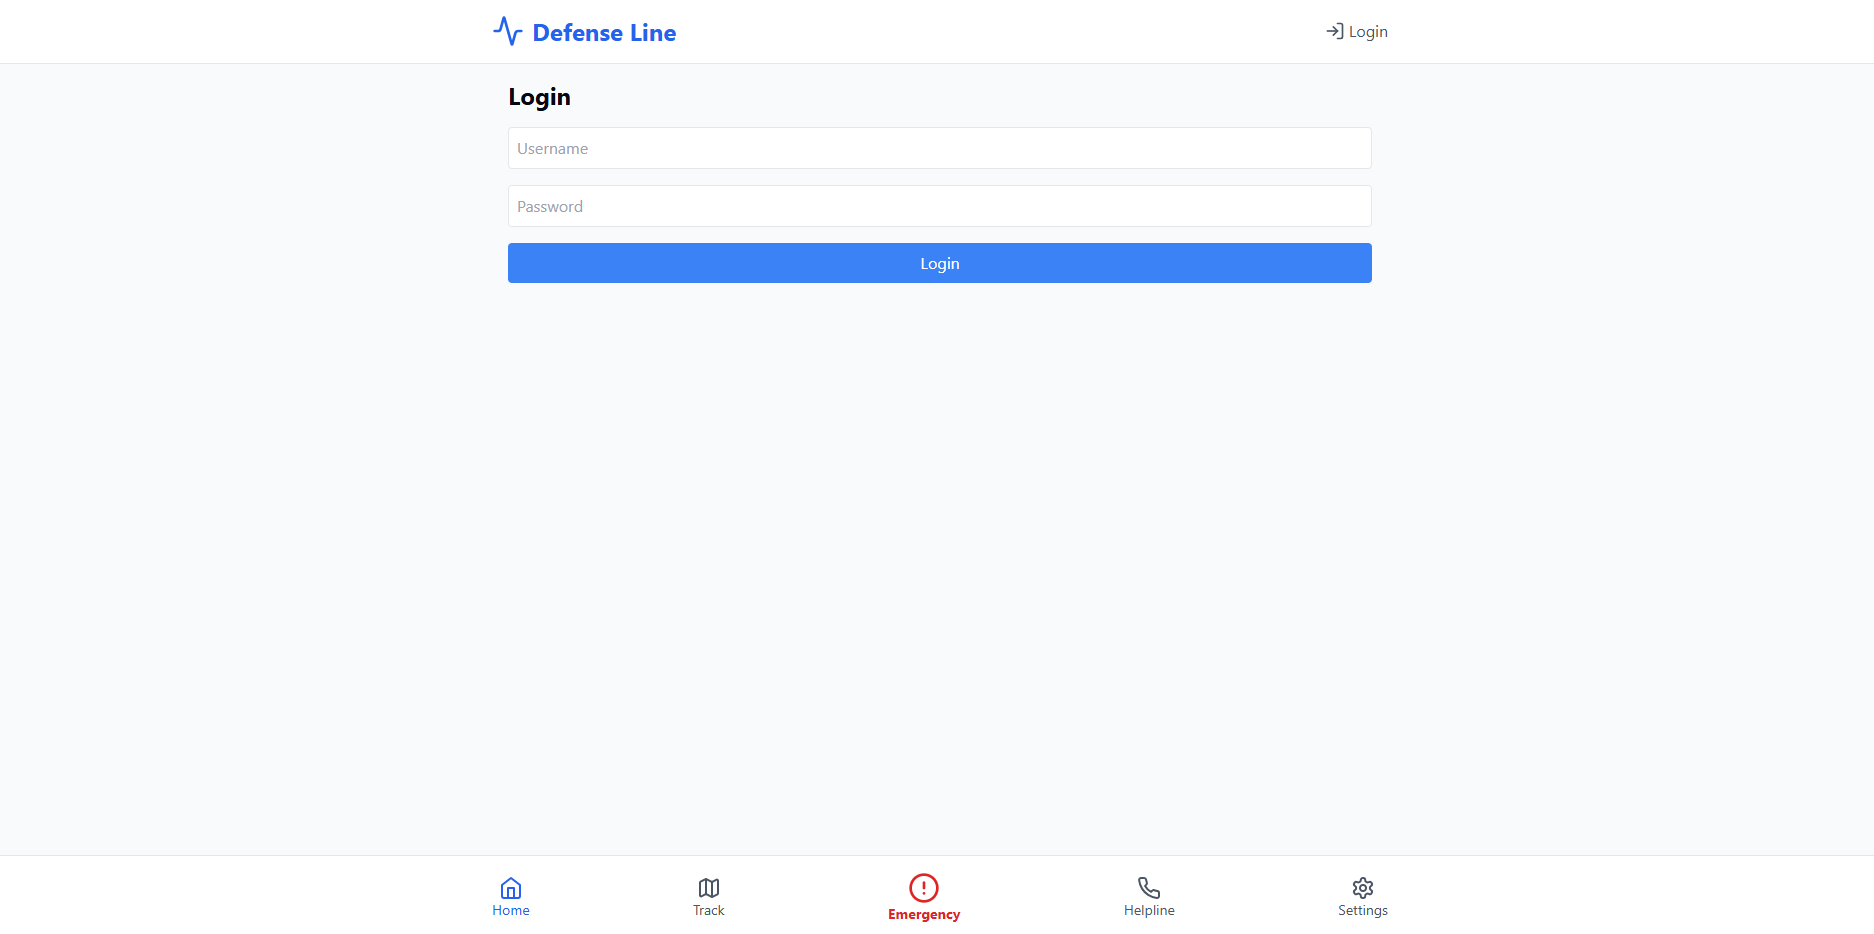 Defense Line
Login
Login
Username
Password
Login
Home
Track
Emergency
Helpline
Settings